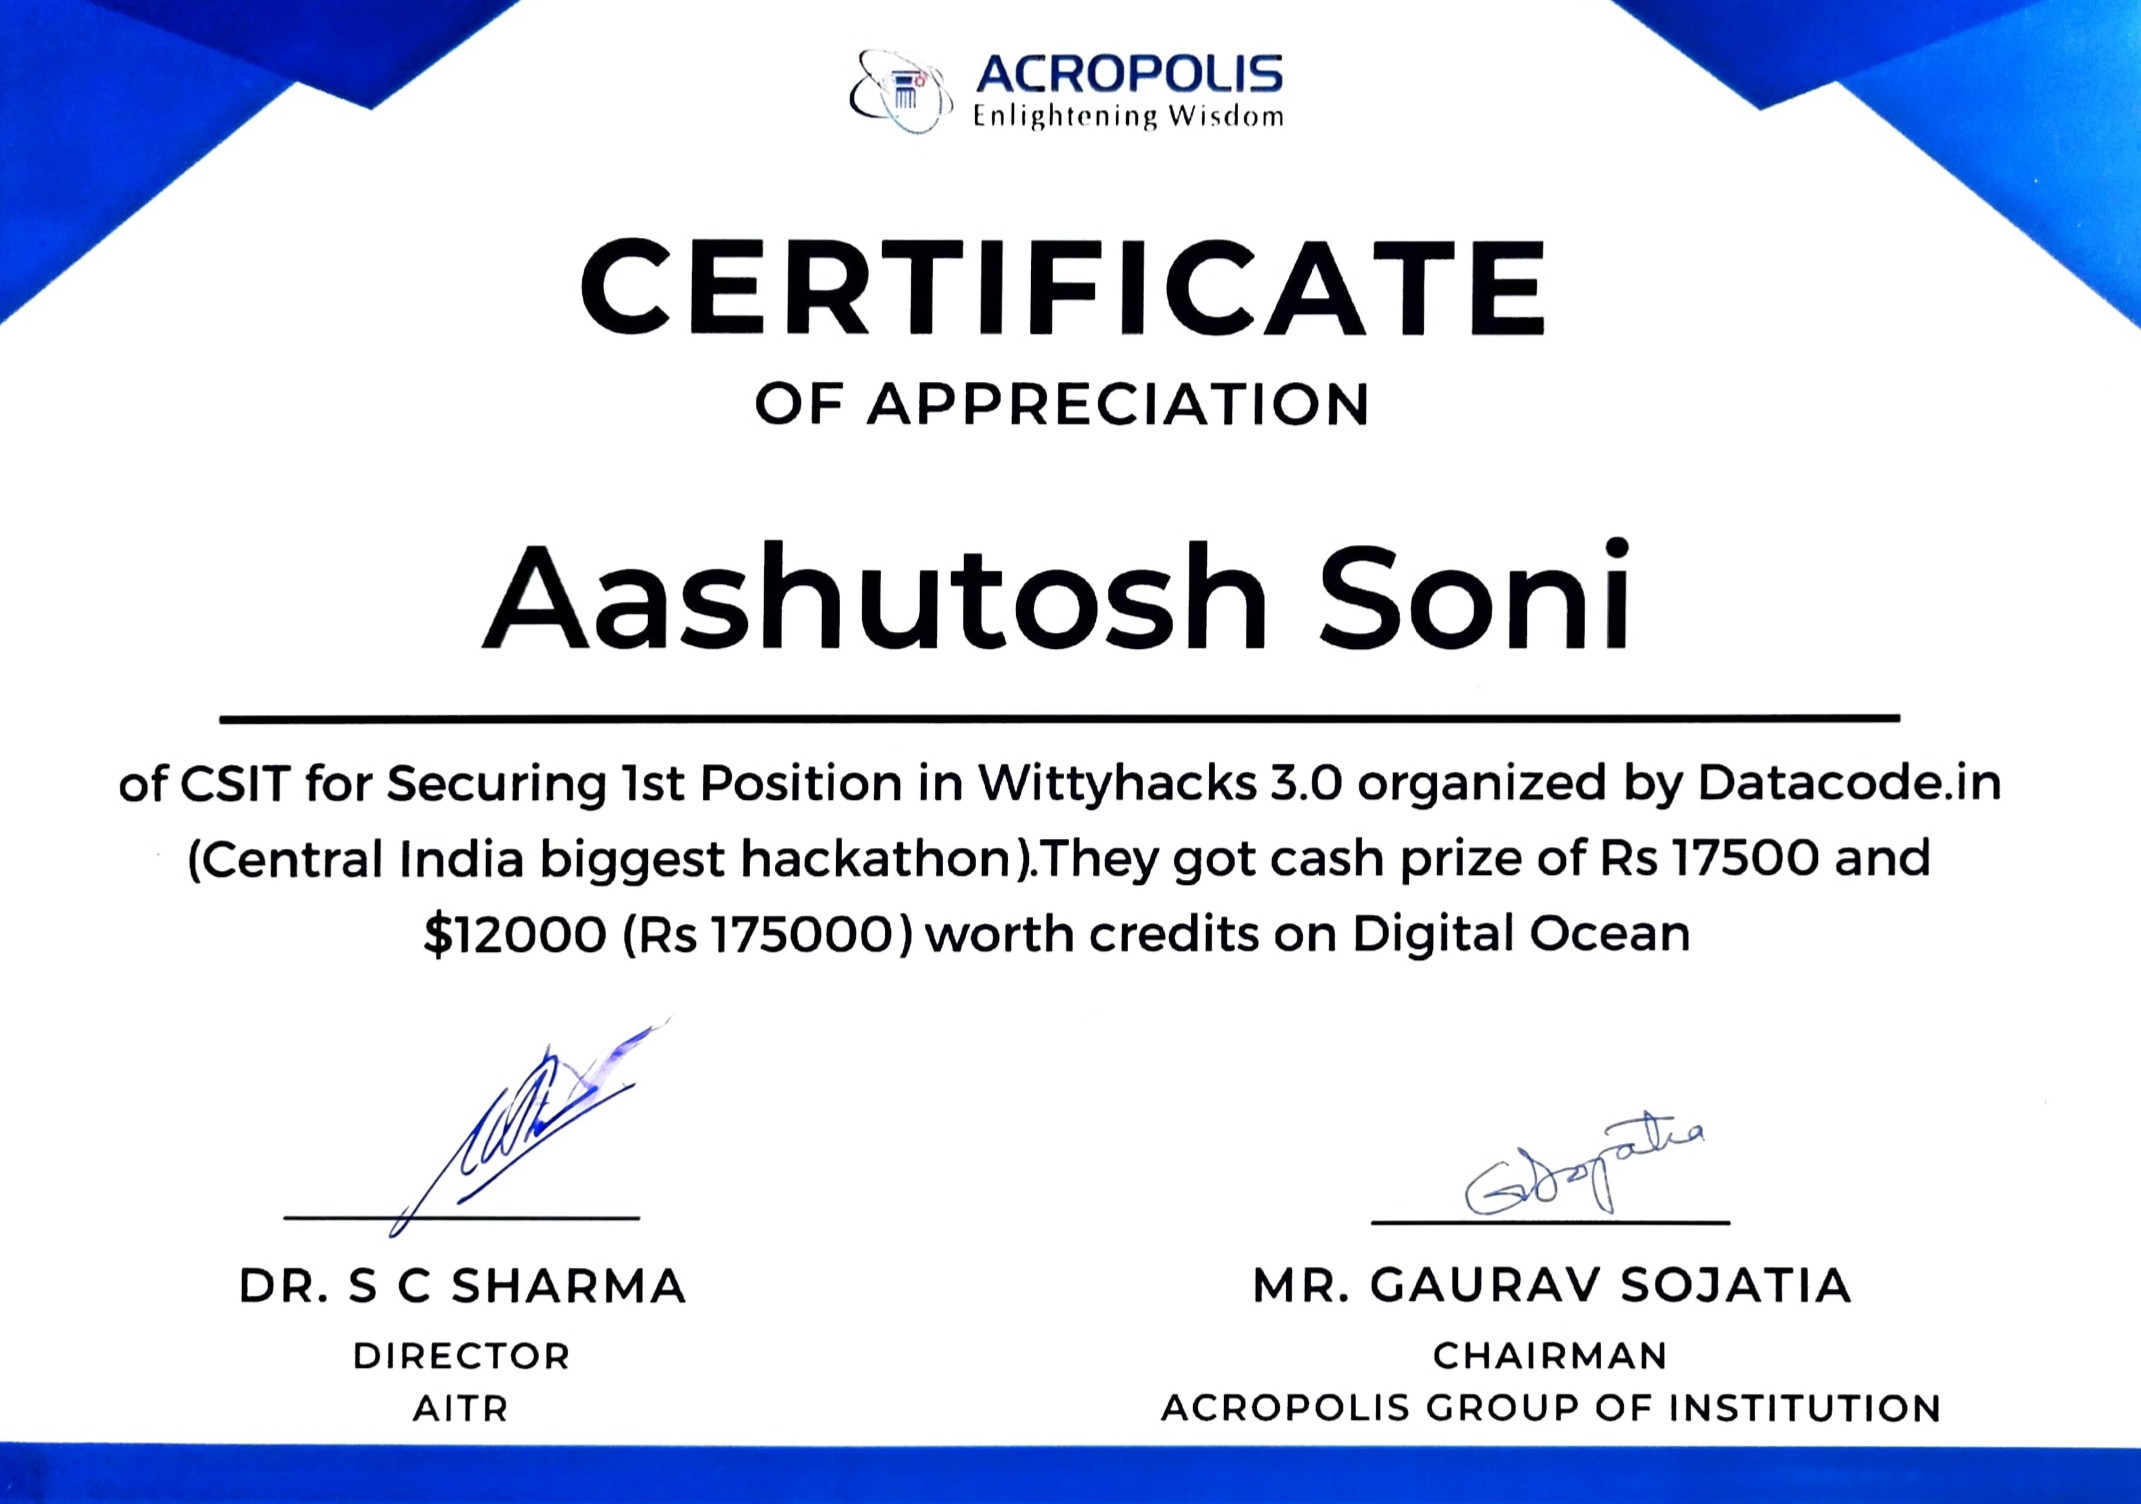 ACROPOLIS
Enlightening Wisdom
CERTIFICATE
OF APPRECIATION
Aashutosh Soni
of CSIT for Securing 1st Position in Wittyhacks 3.0 organized by Datacode.in
(Central India biggest hackathon).They got cash prize of Rs 17500 and
$12000 (Rs 175000) worth credits on Digital Ocean
GSojatia
DR. S C SHARMA
MR. GAURAV SOJATIA
DIRECTOR
CHAIRMAN
AITR
ACROPOLIS GROUP OF INSTITUTION